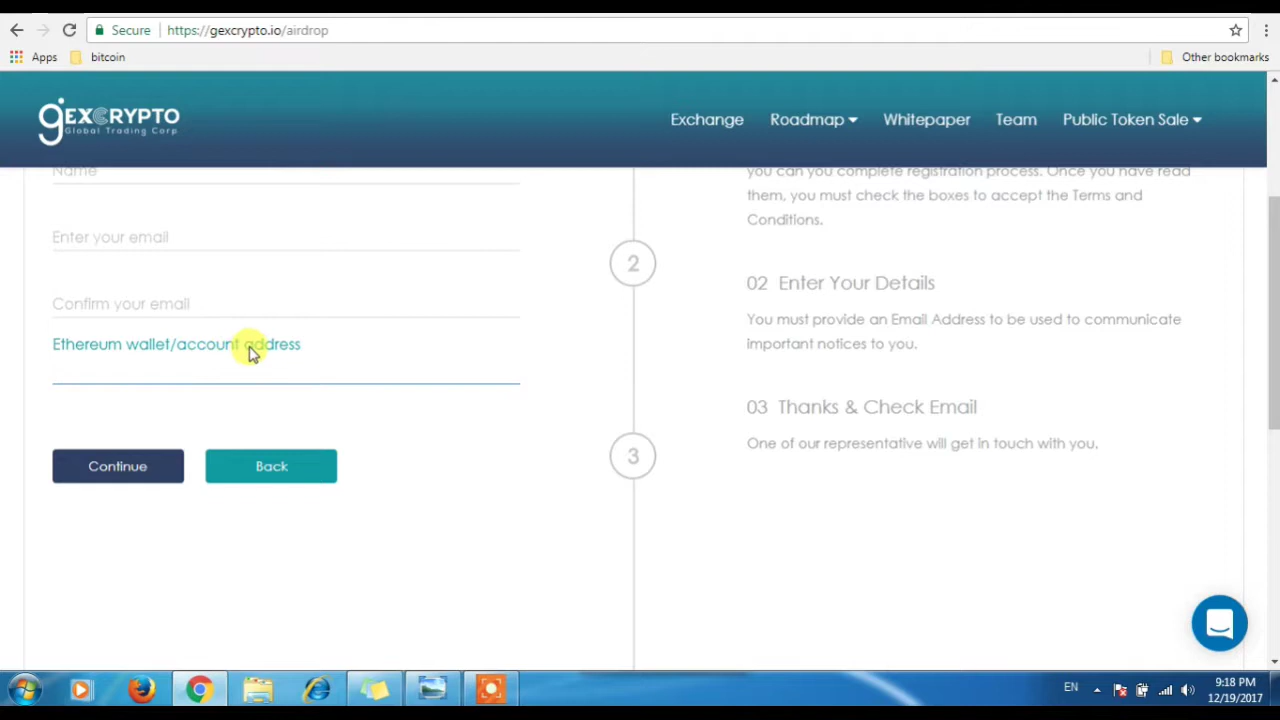 Secure https://gexcrypto.io/airdrop
Apps bitcoin Other bookmarks
gEXCRYPTO
Global Trading Corp
Exchange Roadmap Whitepaper Team Public Token Sale
Name
Enter your email
Confirm your email
Ethereum wallet/account address
Continue Back
2
3
you can you complete registration process. Once you have read
them, you must check the boxes to accept the Terms and
Conditions.
02 Enter Your Details
You must provide an Email Address to be used to communicate
important notices to you.
03 Thanks & Check Email
One of our representative will get in touch with you.
EN
9:18 PM
12/19/2017